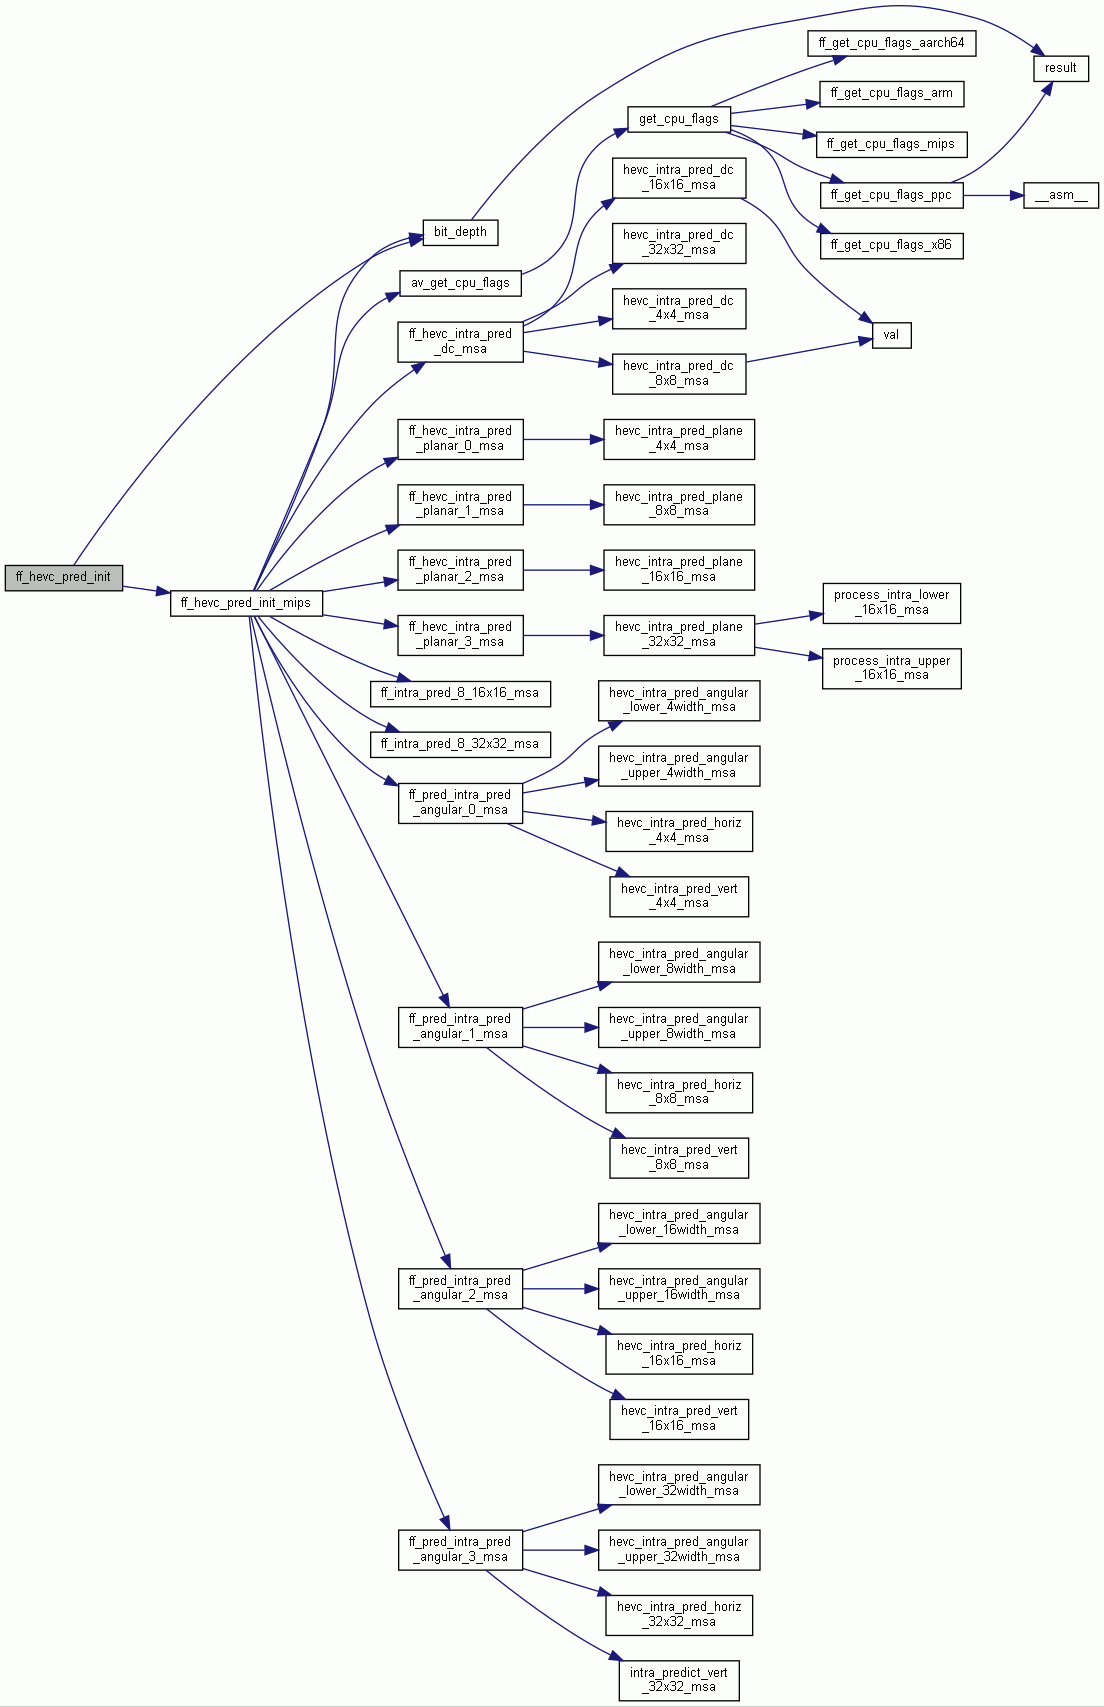 ff_hevc_pred_init
ff_hevc_pred_init_mips
bit_depth
av_get_cpu_flags
ff_hevc_intra_pred
_dc_msa
ff_hevc_intra_pred
_planar_0_msa
ff_hevc_intra_pred
_planar_1_msa
ff_hevc_intra_pred
_planar_2_msa
ff_hevc_intra_pred
_planar_3_msa
ff_intra_pred_8_16x16_msa
ff_intra_pred_8_32x32_msa
ff_pred_intra_pred
_angular_0_msa
ff_pred_intra_pred
_angular_1_msa
ff_pred_intra_pred
_angular_2_msa
ff_pred_intra_pred
_angular_3_msa
get_cpu_flags
hevc_intra_pred_dc
_16x16_msa
hevc_intra_pred_dc
_32x32_msa
hevc_intra_pred_dc
_4x4_msa
hevc_intra_pred_dc
_8x8_msa
hevc_intra_pred_plane
_4x4_msa
hevc_intra_pred_plane
_8x8_msa
hevc_intra_pred_plane
_16x16_msa
hevc_intra_pred_plane
_32x32_msa
hevc_intra_pred_angular
_lower_4width_msa
hevc_intra_pred_angular
_upper_4width_msa
hevc_intra_pred_horiz
_4x4_msa
hevc_intra_pred_vert
_4x4_msa
hevc_intra_pred_angular
_lower_8width_msa
hevc_intra_pred_angular
_upper_8width_msa
hevc_intra_pred_horiz
_8x8_msa
hevc_intra_pred_vert
_8x8_msa
hevc_intra_pred_angular
_lower_16width_msa
hevc_intra_pred_angular
_upper_16width_msa
hevc_intra_pred_horiz
_16x16_msa
hevc_intra_pred_vert
_16x16_msa
hevc_intra_pred_angular
_lower_32width_msa
hevc_intra_pred_angular
_upper_32width_msa
hevc_intra_pred_horiz
_32x32_msa
intra_predict_vert
_32x32_msa
ff_get_cpu_flags_aarch64
ff_get_cpu_flags_arm
ff_get_cpu_flags_mips
ff_get_cpu_flags_ppc
ff_get_cpu_flags_x86
val
process_intra_lower
_16x16_msa
process_intra_upper
_16x16_msa
result
__asm__